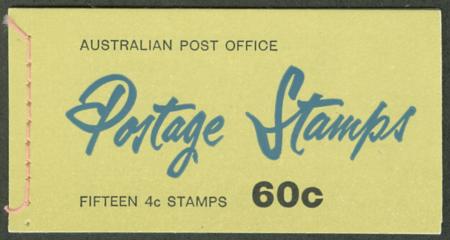 AUSTRALIAN POST OFFICE
Postage Stamps
FIFTEEN 4c STAMPS 60c